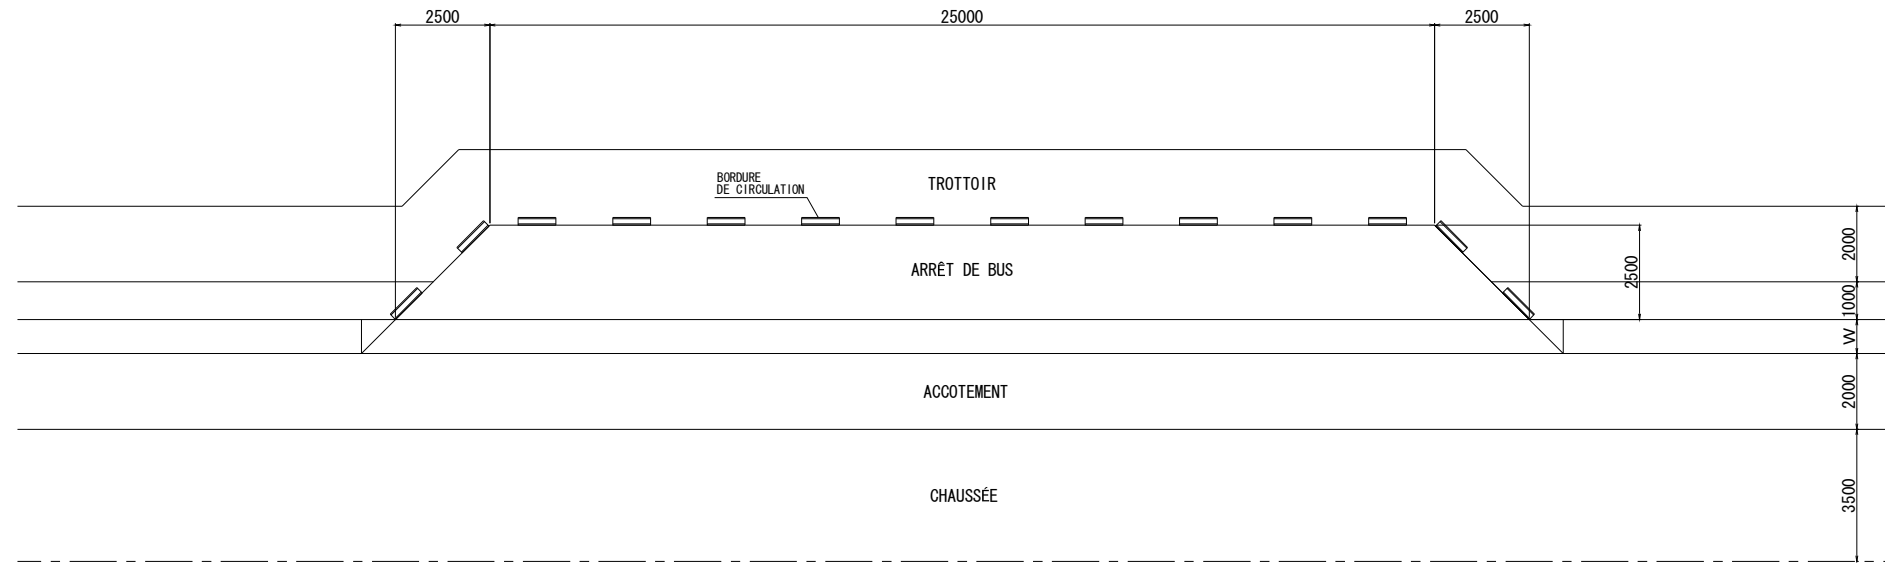 2500
25000
2500
BORDURE
DE CIRCULATION
TROTTOIR
ARRÊT DE BUS
2500
2000
1000
W
2000
ACCOTEMENT
CHAUSSÉE
3500